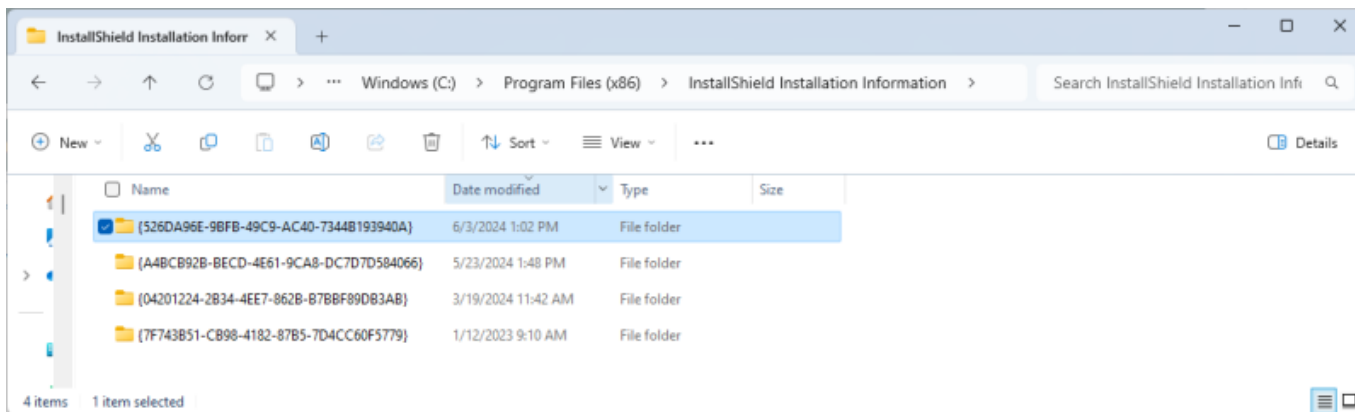 InstallShield Installation Inforr
Windows (C:) > Program Files (x86) > InstallShield Installation Information >
Search InstallShield Installation Info
New
Sort
View
Details
Name Date modified Type Size
{526DA96E-9BFB-49C9-AC40-7344B193940A} 6/3/2024 1:02 PM File folder
{A4BCB92B-BECD-4E61-9CA8-DC7D7D584066} 5/23/2024 1:48 PM File folder
{04201224-2B34-4EE7-862B-B7BBF89DB3AB} 3/19/2024 11:42 AM File folder
{7F743B51-CB98-4182-87B5-7D4CC60F5779} 1/12/2023 9:10 AM File folder
4 items 1 item selected